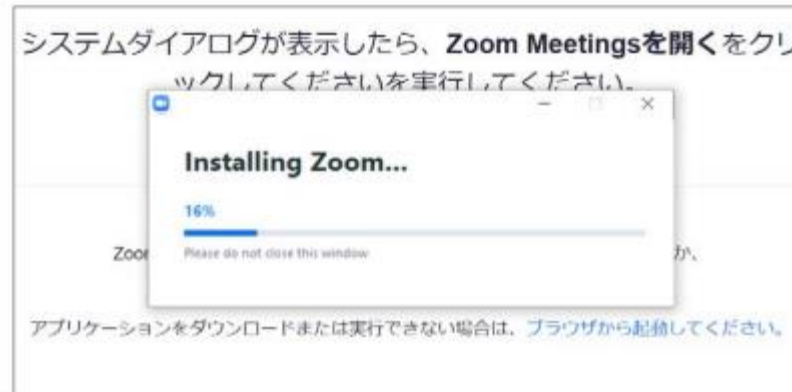 システムダイアログが表示したら、Zoom Meetingsを開くをクリ
ックしてくださいを実行してください。
Installing Zoom...
16%
Please do not close this window
Zoo
か、
アプリケーションをダウンロードまたは実行できない場合は、ブラウザから起動してください。